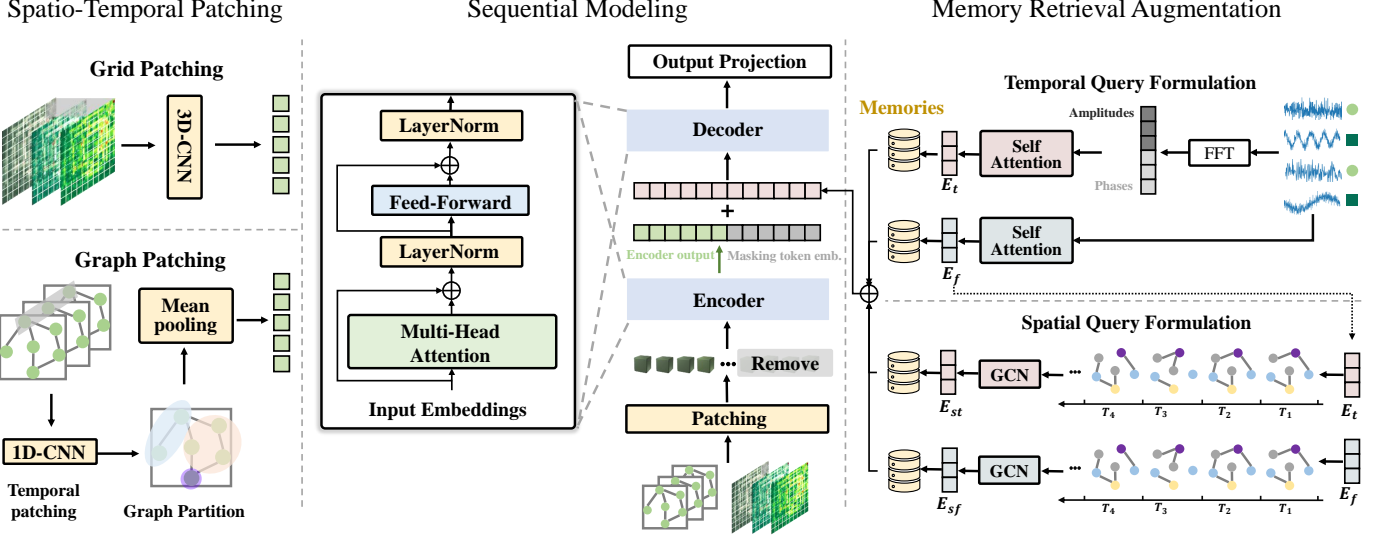 Spatio-Temporal Patching
Grid Patching
3D-CNN
Graph Patching
Mean
pooling
1D-CNN
Temporal
patching
Graph Partition
Sequential Modeling
Output Projection
Decoder
+
Encoder output
Masking token emb.
Encoder
Remove
Patching
LayerNorm
Feed-Forward
LayerNorm
Multi-Head
Attention
Input Embeddings
Memory Retrieval Augmentation
Temporal Query Formulation
Memories
Amplitudes
Phases
FFT
Self
Attention
E_t
Self
Attention
E_f
Spatial Query Formulation
E_st
GCN
...
T_4 T_3 T_2 T_1
E_t
E_sf
GCN
...
T_4 T_3 T_2 T_1
E_f